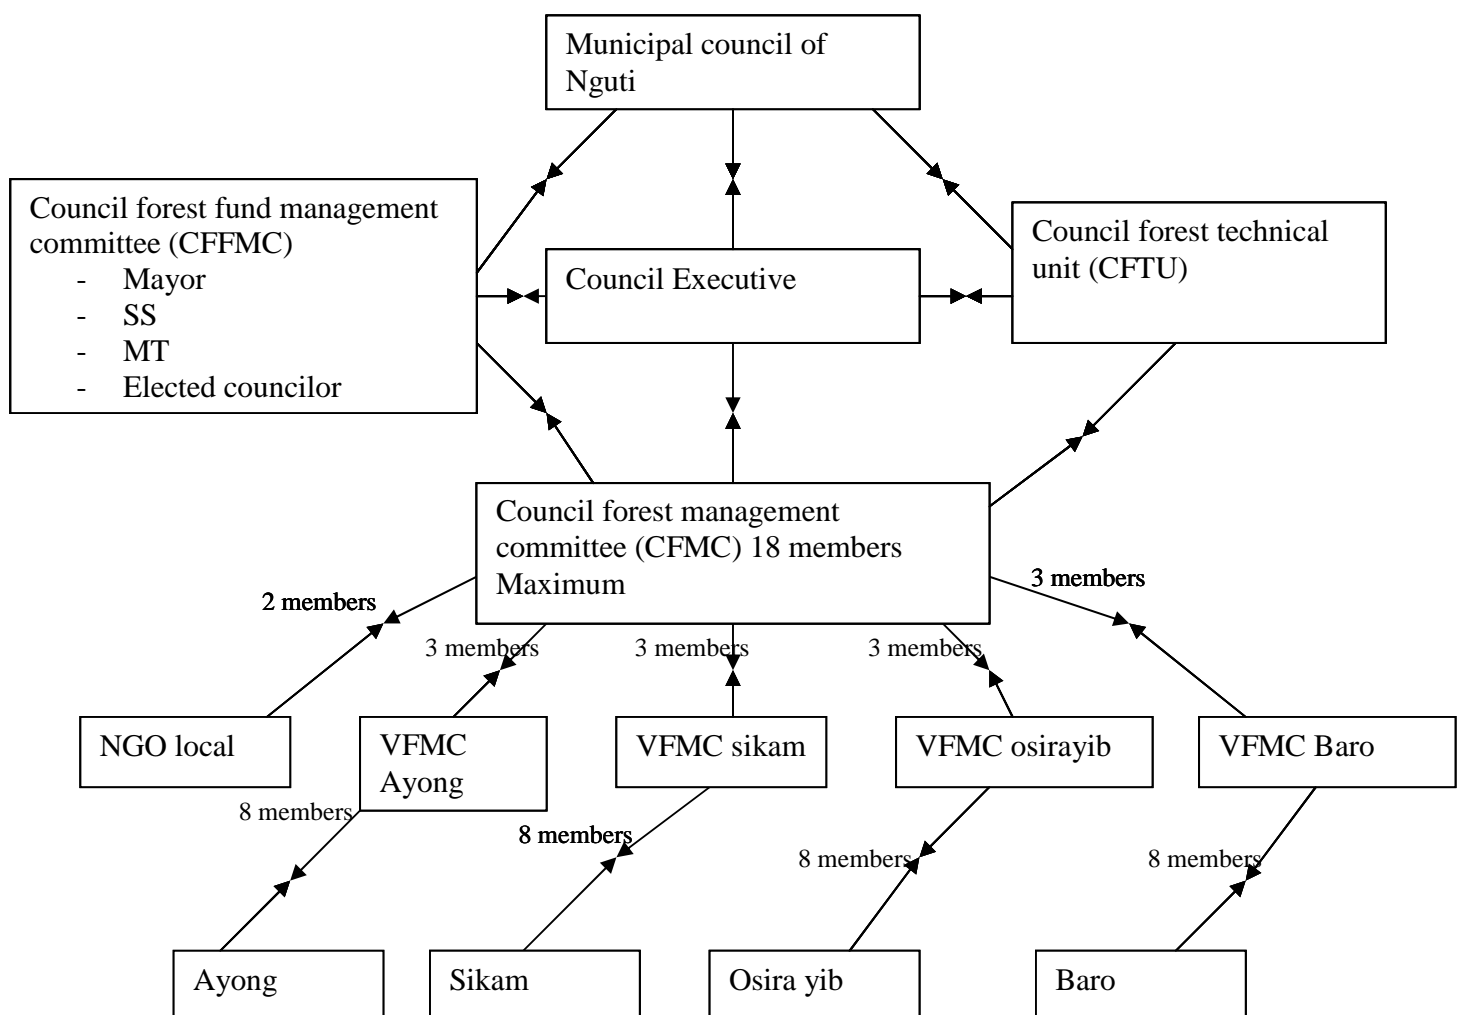 Municipal council of
Nguti
Council forest fund management
committee (CFFMC)
- Mayor
- SS
- MT
- Elected councilor
Council Executive
Council forest technical
unit (CFTU)
Council forest management
committee (CFMC) 18 members
Maximum
2 members
3 members
3 members
3 members
3 members
NGO local
VFMC
Ayong
VFMC sikam
VFMC osirayib
VFMC Baro
8 members
8 members
8 members
8 members
Ayong
Sikam
Osira yib
Baro